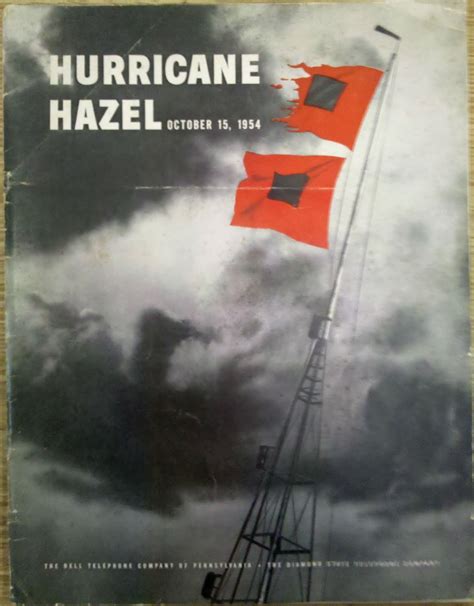 HURRICANE
HAZEL OCTOBER 15, 1954
THE BELL TELEPHONE COMPANY OF PENNSYLVANIA • THE DIAMOND STATE TELEPHONE COMPANY